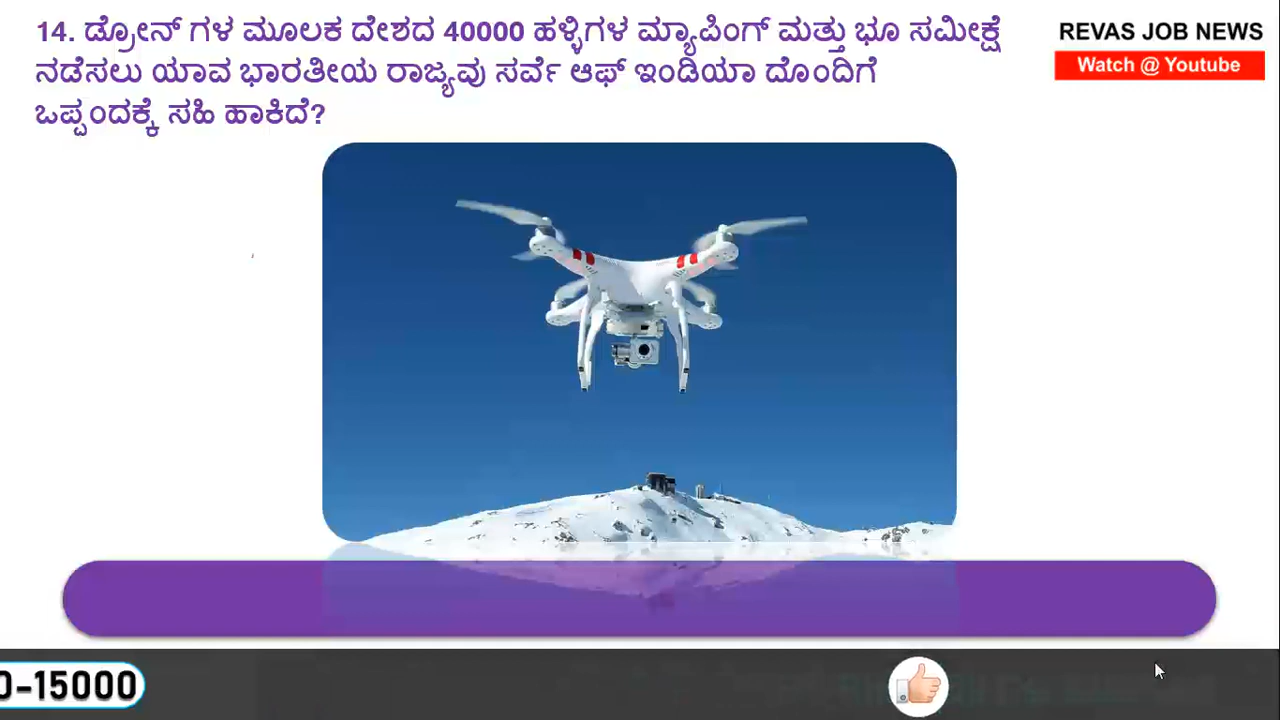 14. ಡ್ರೋನ್ ಗಳ ಮೂಲಕ ದೇಶದ 40000 ಹಳ್ಳಿಗಳ ಮ್ಯಾಪಿಂಗ್ ಮತ್ತು ಭೂ ಸಮೀಕ್ಷೆ
ನಡೆಸಲು ಯಾವ ಭಾರತೀಯ ರಾಜ್ಯವು ಸರ್ವೆ ಆಫ್ ಇಂಡಿಯಾ ದೊಂದಿಗೆ
ಒಪ್ಪಂದಕ್ಕೆ ಸಹಿ ಹಾಕಿದೆ?
REVAS JOB NEWS
Watch @ Youtube
0-15000